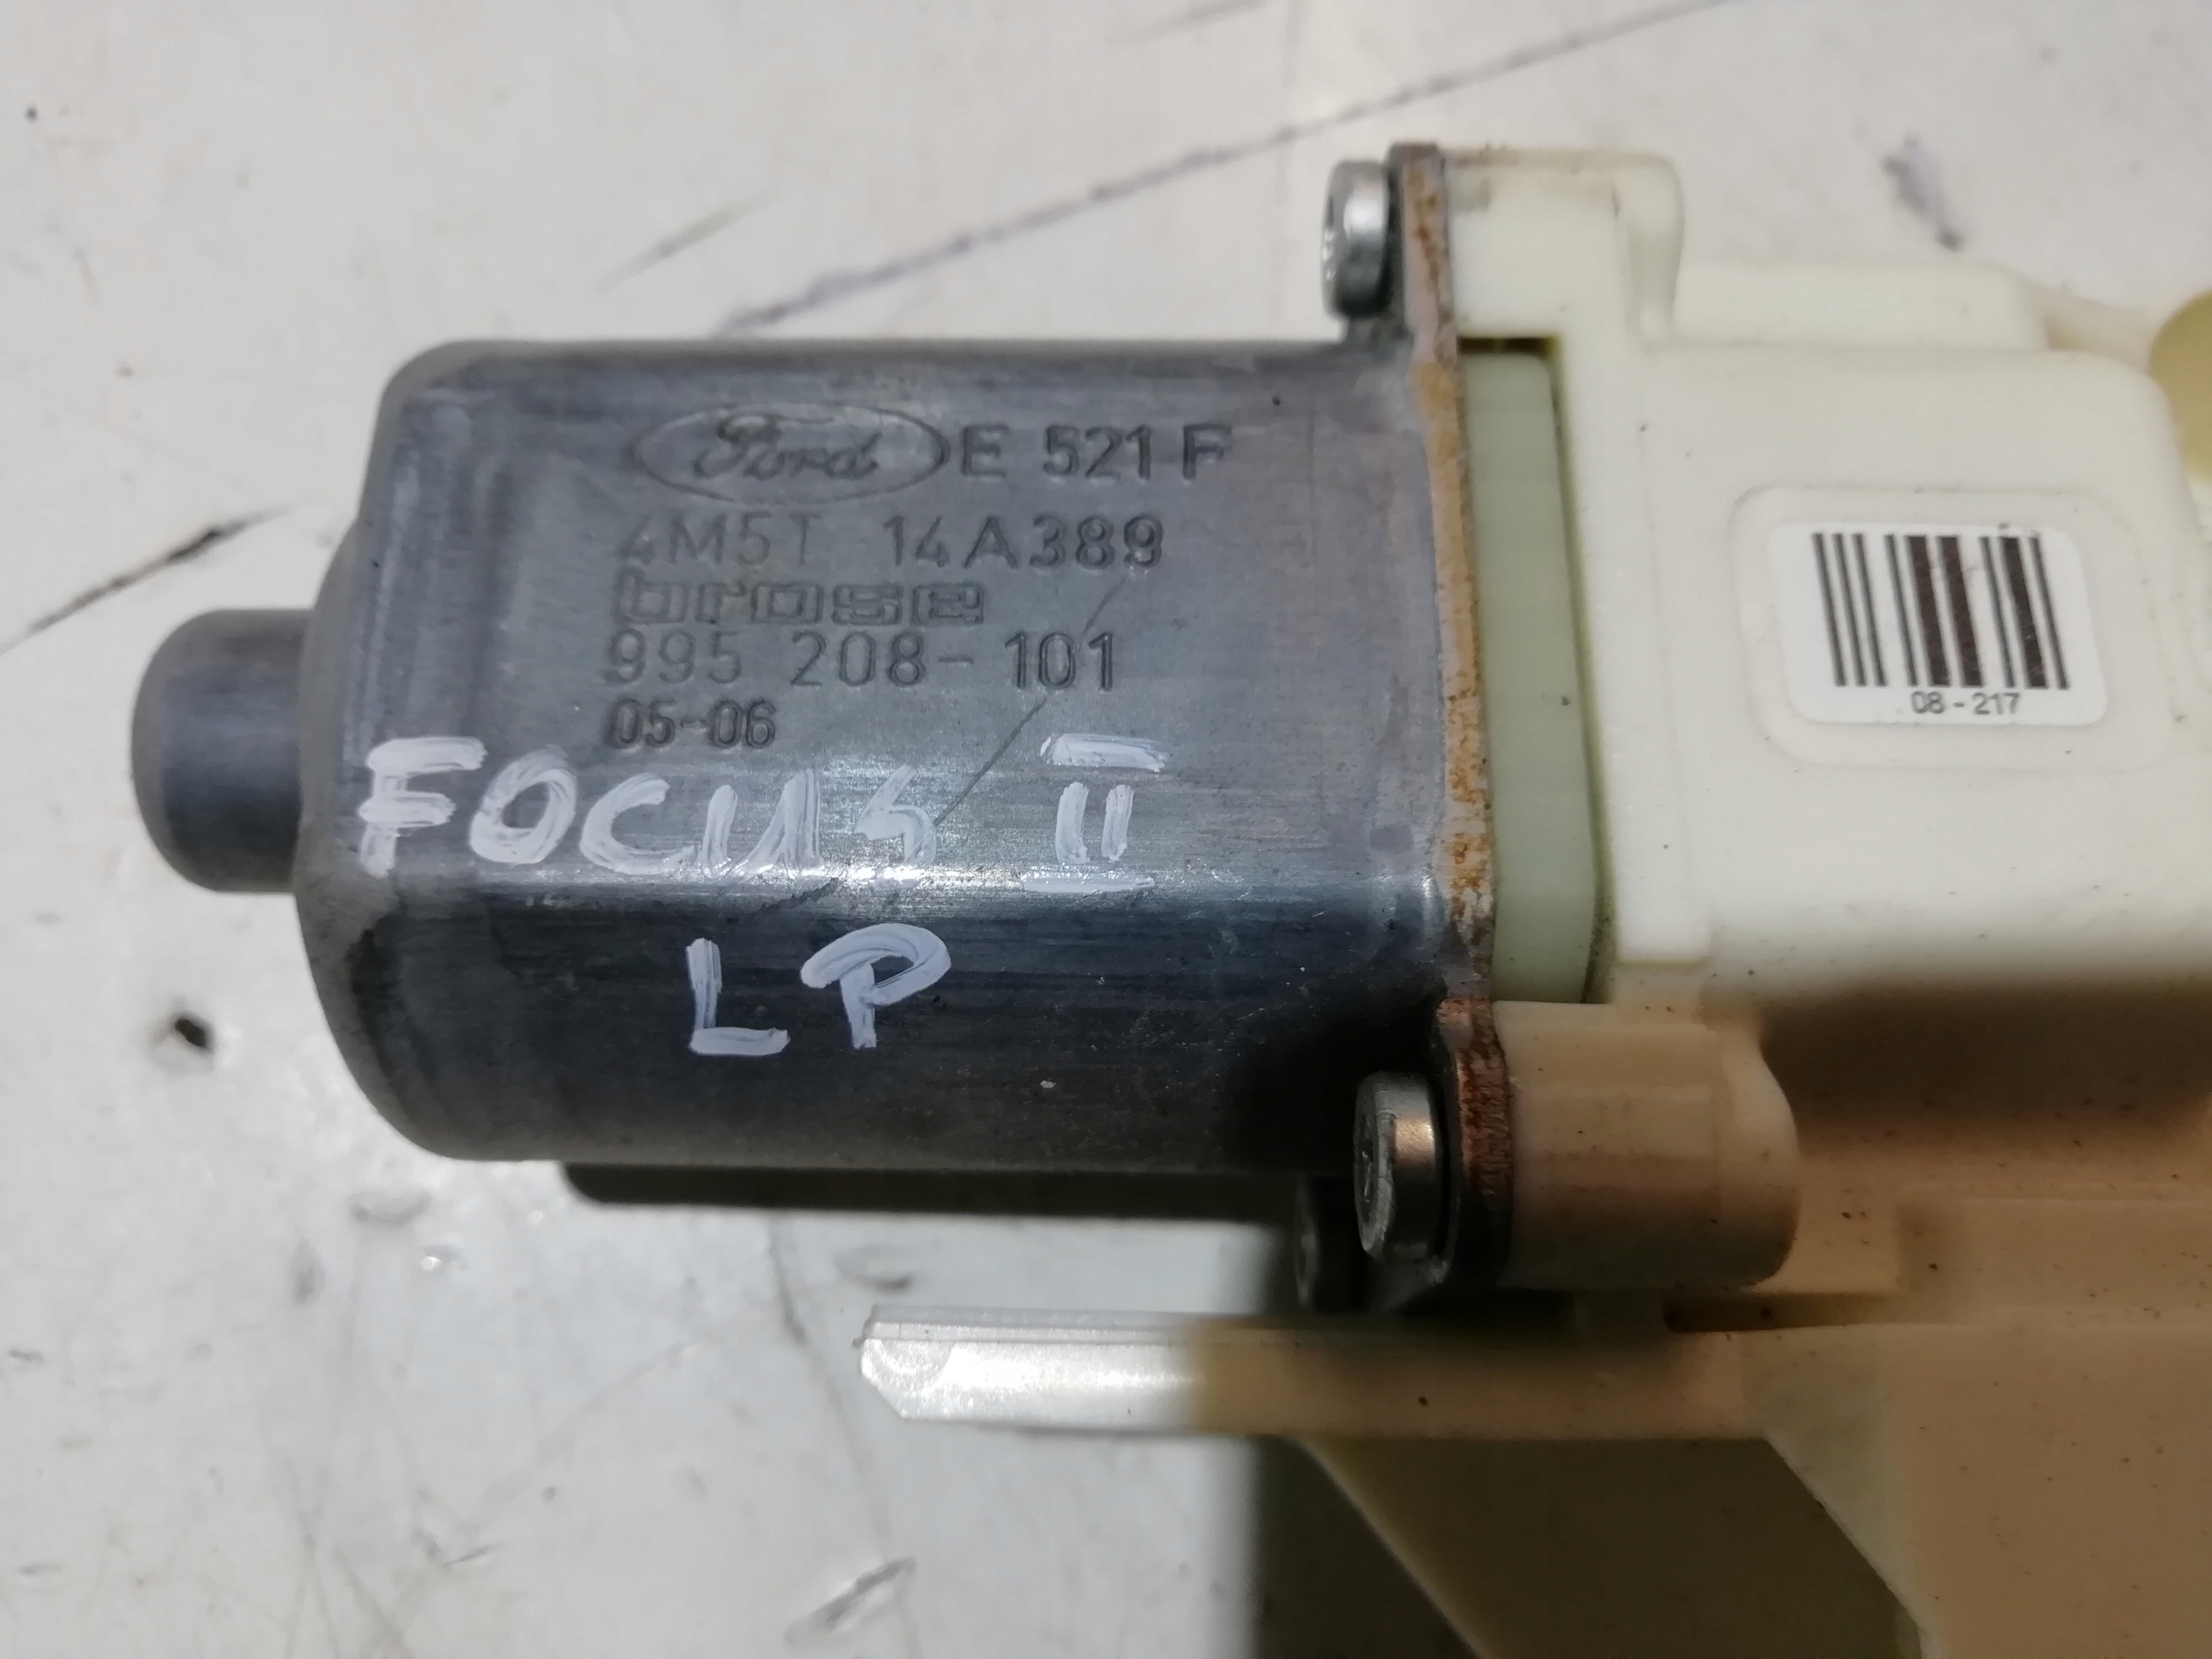 Ford E 521 F
4M5T 14A389
brose
995 208-101
05-06
FOCUS II
LP
08-217